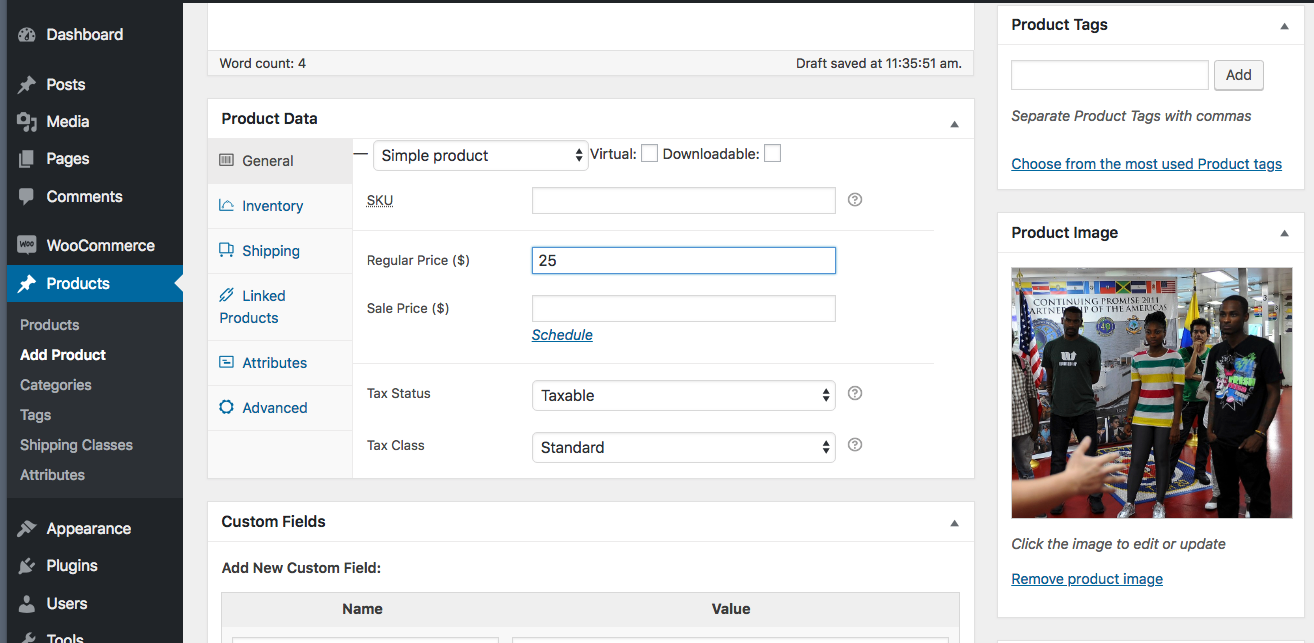 Dashboard
Posts
Media
Pages
Comments
WOO
WooCommerce
Products
Products
Add Product
Categories
Tags
Shipping Classes
Attributes
Appearance
Plugins
Users
Tools
Word count: 4
Draft saved at 11:35:51 am.
Product Data
General
Inventory
Shipping
Linked
Products
Attributes
Advanced
— Simple product
Virtual:
Downloadable:
SKU
Regular Price ($)
25
Sale Price ($)
Schedule
Tax Status
Taxable
Tax Class
Standard
Custom Fields
Add New Custom Field:
Name
Value
Product Tags
Add
Separate Product Tags with commas
Choose from the most used Product tags
Product Image
CONTINUING PROMISE 2011
PARTNERSHIP OF THE AMERICAS
Click the image to edit or update
Remove product image